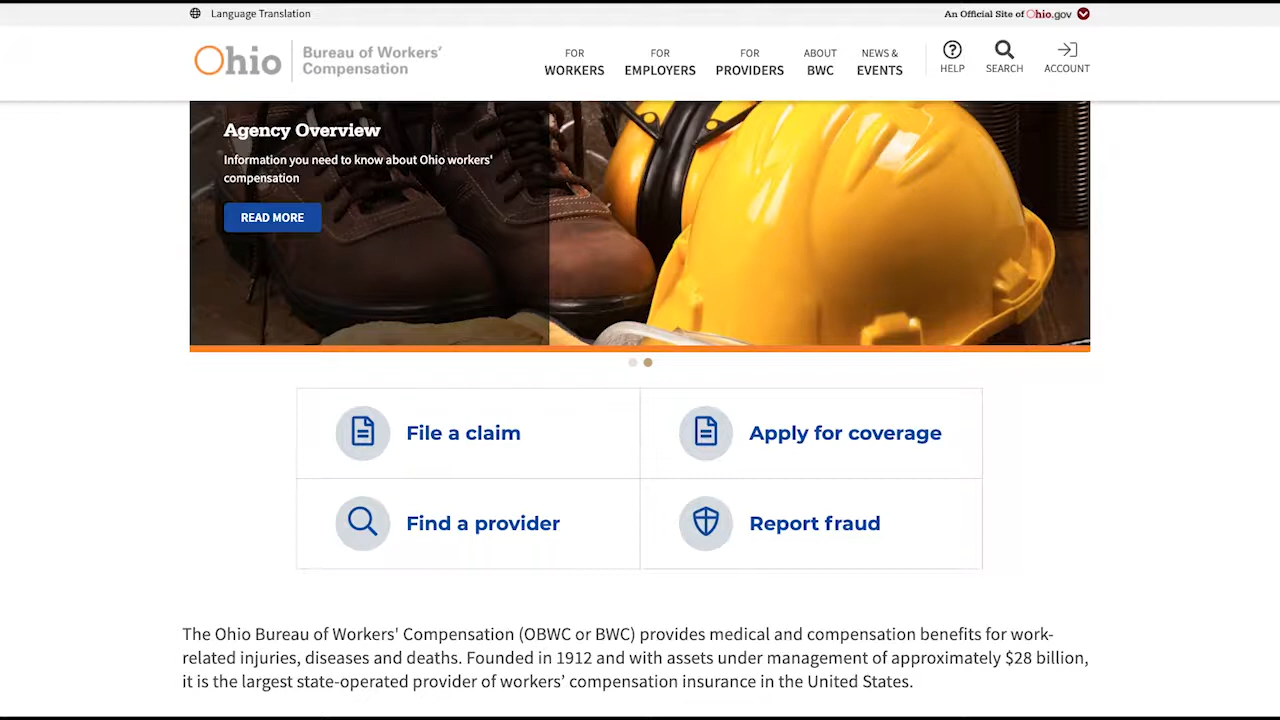 Language Translation
An Official Site of Ohio.gov
Ohio
Bureau of Workers'
Compensation
FOR
WORKERS
FOR
EMPLOYERS
FOR
PROVIDERS
ABOUT
BWC
NEWS &
EVENTS
HELP
SEARCH
ACCOUNT
Agency Overview
Information you need to know about Ohio workers'
compensation
READ MORE
File a claim
Apply for coverage
Find a provider
Report fraud
The Ohio Bureau of Workers' Compensation (OBWC or BWC) provides medical and compensation benefits for work-
related injuries, diseases and deaths. Founded in 1912 and with assets under management of approximately $28 billion,
it is the largest state-operated provider of workers’ compensation insurance in the United States.